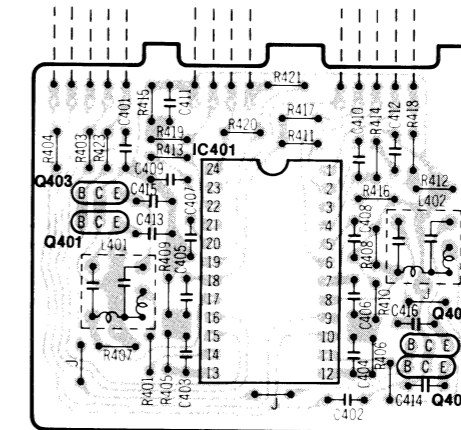 R421
R415
C411
C401
R417
C410
R414
C412
R418
R420
R404
R403
R423
R419
IC401
R411
R413
Q403
C409
24
1
R412
B C E
C415
C407
23
2
R416
L402
22
3
C408
Q401
B C E
C413
21
4
L401
R409
C405
20
5
R408
19
6
18
7
R410
J
17
8
C406
C416
Q40
16
9
J
R407
15
10
B C E
R401
R405
C403
14
11
C404
R406
B C E
13
12
J
C402
C414
Q40